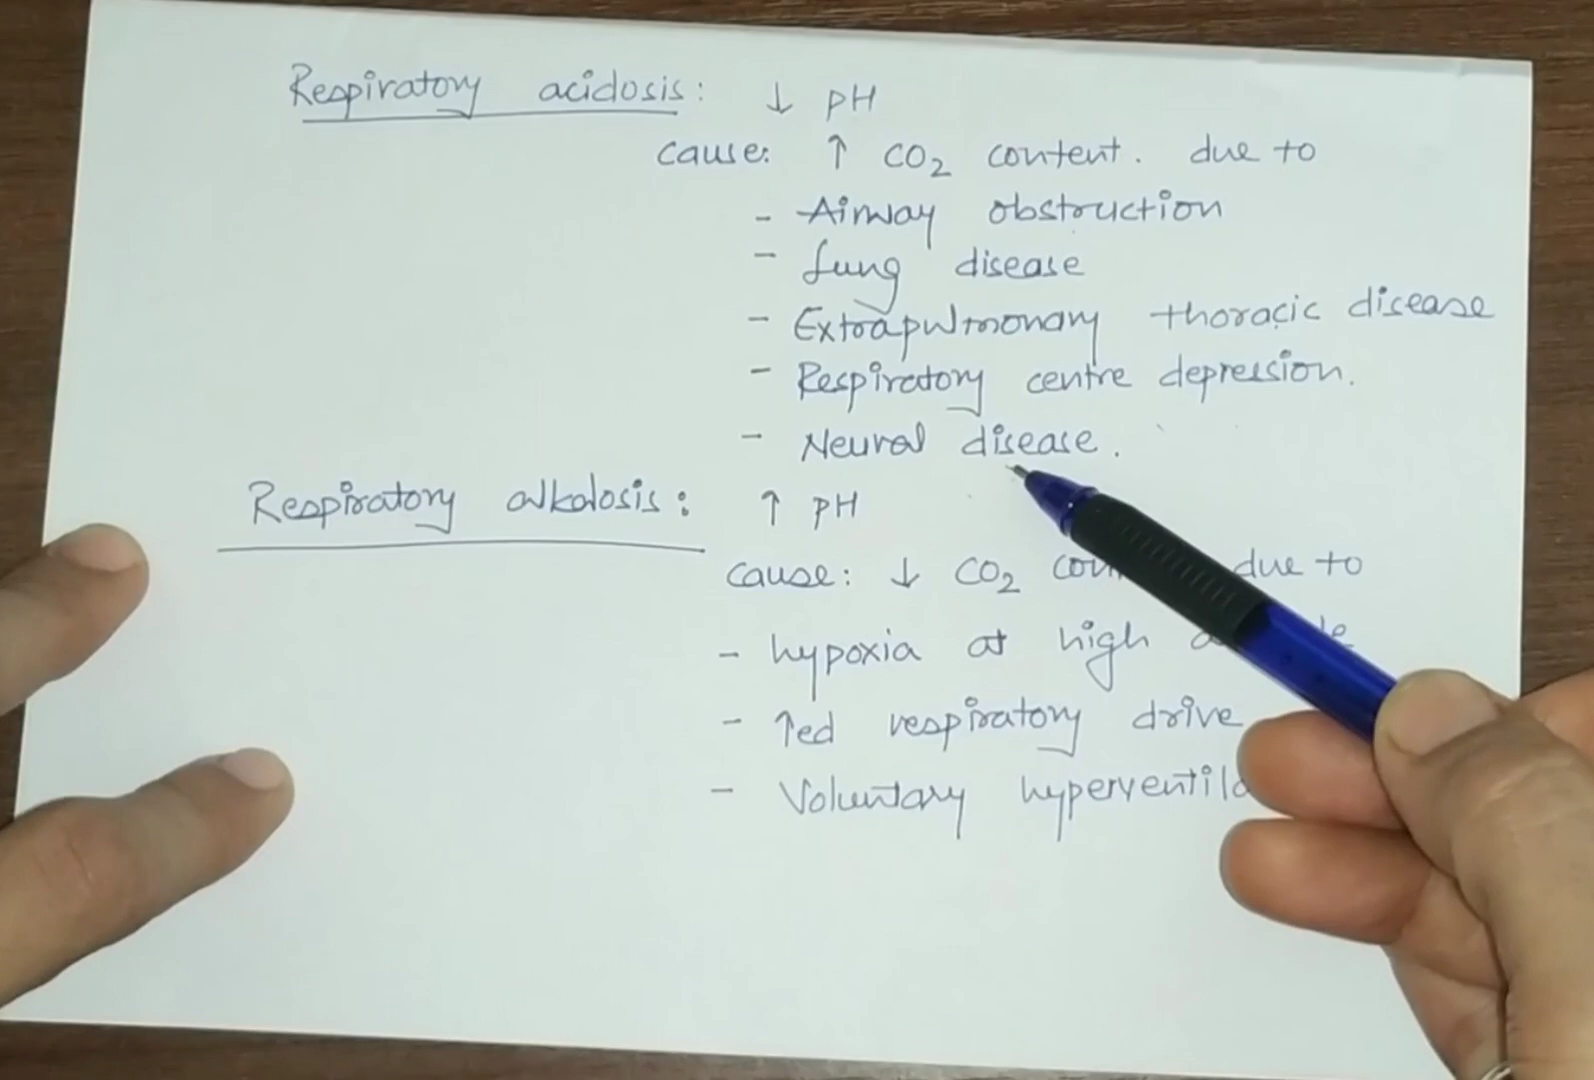 Respiratory acidosis: ↓ pH
cause: ↑ CO2 content. due to
- Airway obstruction
- Lung disease
- Extrapulmonary thoracic disease
- Respiratory centre depression.
- Neural disease.
Respiratory alkalosis: ↑ pH
cause: ↓ CO2 due to
- hypoxia at high
- ↑ed respiratory drive
- Voluntary